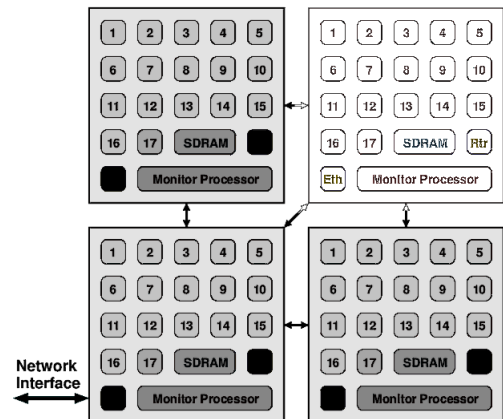 1 2 3 4 5
6 7 8 9 10
11 12 13 14 15
16 17 SDRAM
Monitor Processor
1 2 3 4 5
6 7 8 9 10
11 12 13 14 15
16 17 SDRAM Rtr
Eth Monitor Processor
1 2 3 4 5
6 7 8 9 10
11 12 13 14 15
16 17 SDRAM
Monitor Processor
1 2 3 4 5
6 7 8 9 10
11 12 13 14 15
16 17 SDRAM
Monitor Processor
Network
Interface